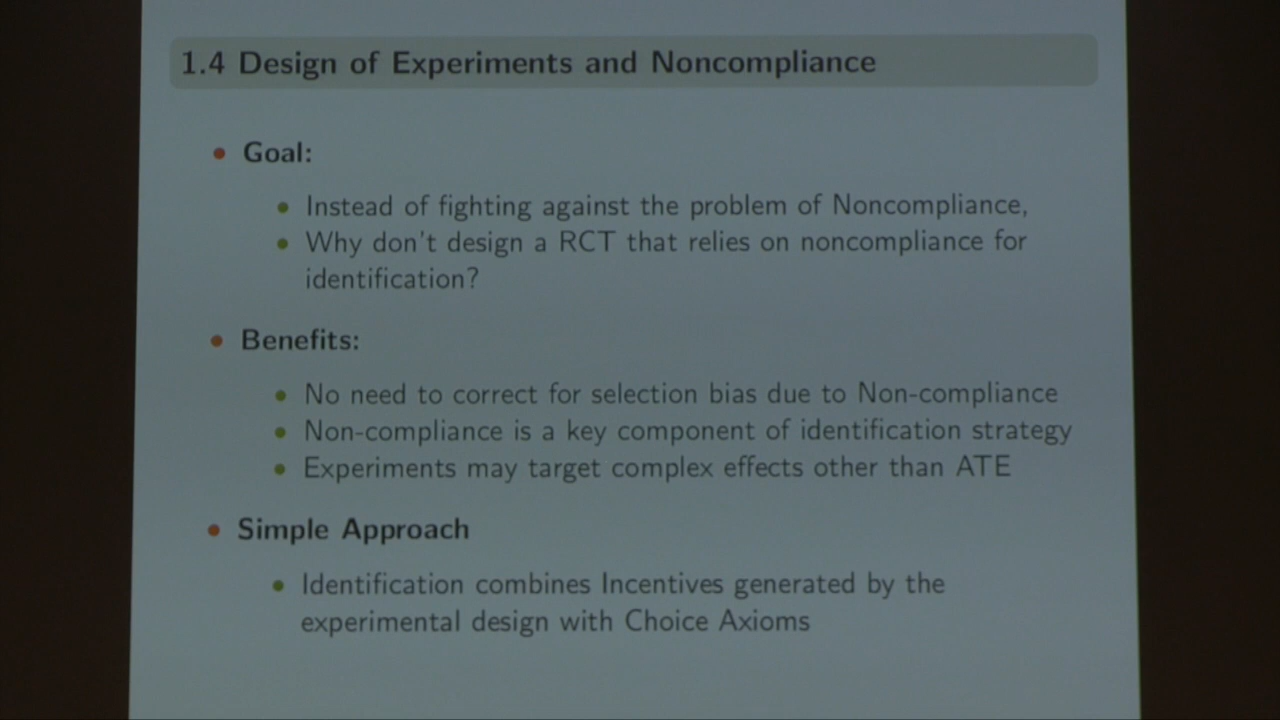 1.4 Design of Experiments and Noncompliance
Goal:
Instead of fighting against the problem of Noncompliance,
Why don't design a RCT that relies on noncompliance for
identification?
Benefits:
No need to correct for selection bias due to Non-compliance
Non-compliance is a key component of identification strategy
Experiments may target complex effects other than ATE
Simple Approach
Identification combines Incentives generated by the
experimental design with Choice Axioms